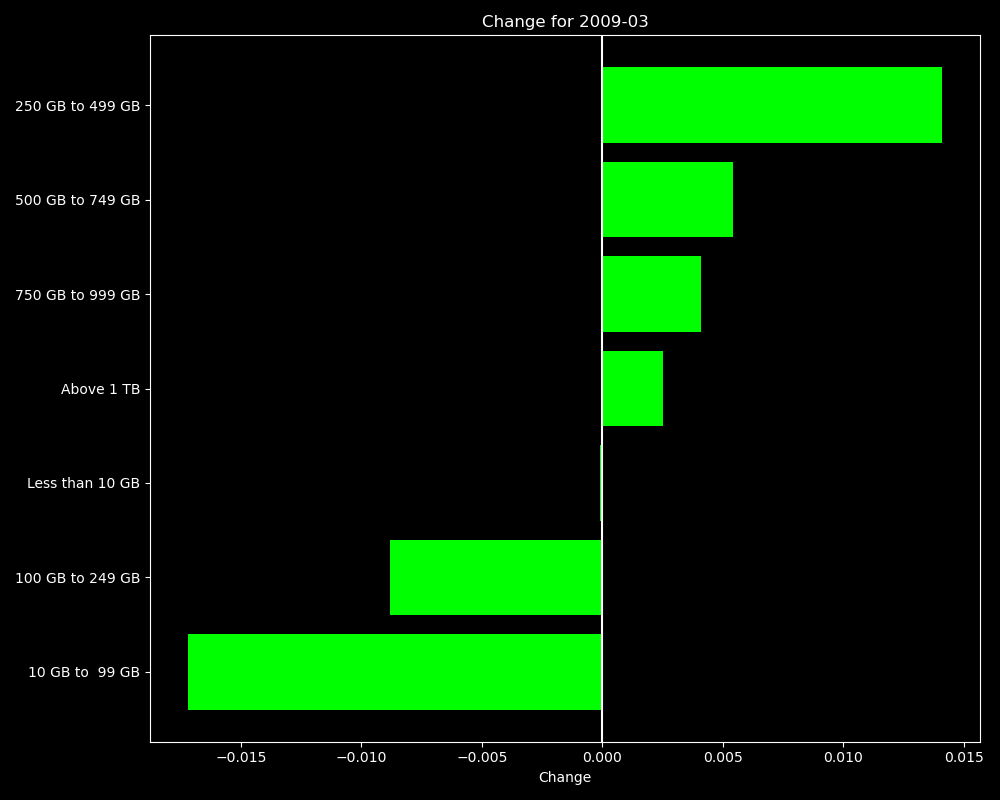 Change for 2009-03
250 GB to 499 GB
500 GB to 749 GB
750 GB to 999 GB
Above 1 TB
Less than 10 GB
100 GB to 249 GB
10 GB to  99 GB
−0.015 −0.010 −0.005 0.000 0.005 0.010 0.015
Change